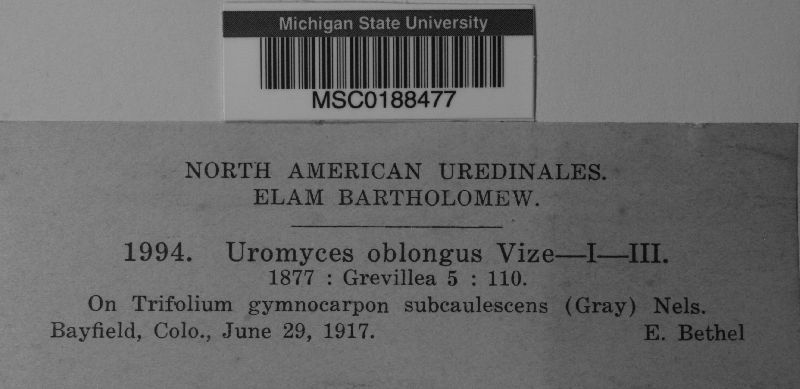 Michigan State University
MSC0188477
NORTH AMERICAN UREDINALES.
ELAM BARTHOLOMEW.
1994. Uromyces oblongus Vize—I—III.
1877 : Grevillea 5 : 110.
On Trifolium gymnocarpon subcaulescens (Gray) Nels.
Bayfield, Colo., June 29, 1917. E. Bethel